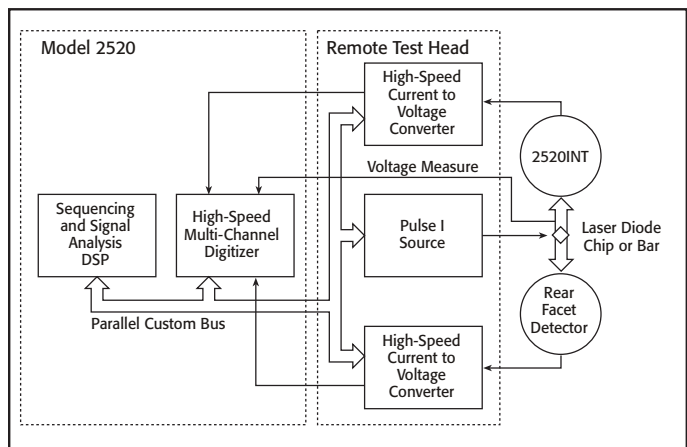 Model 2520
Remote Test Head
High-Speed
Current to
Voltage
Converter
2520INT
Voltage Measure
Sequencing
and Signal
Analysis
DSP
High-Speed
Multi-Channel
Digitizer
Pulse I
Source
Laser Diode
Chip or Bar
Parallel Custom Bus
Rear
Facet
Detector
High-Speed
Current to
Voltage
Converter